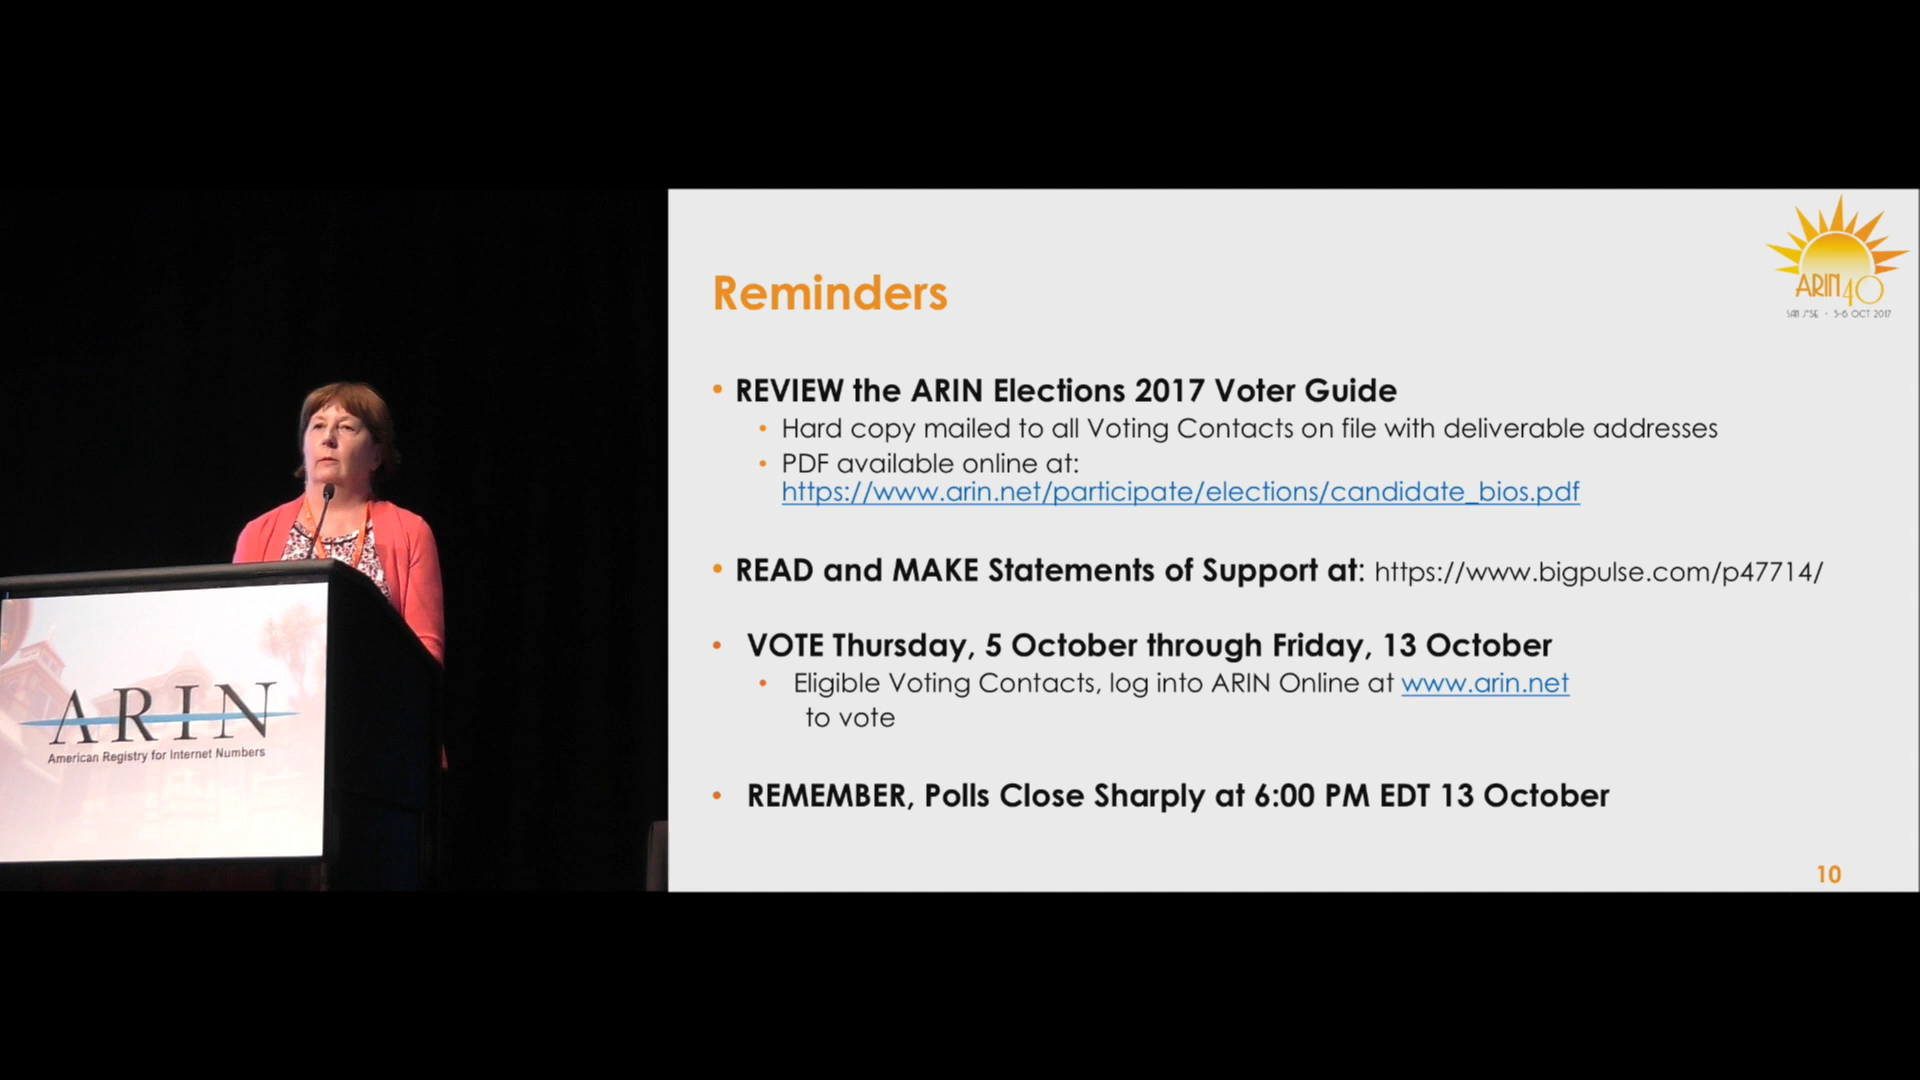 ARIN
American Registry for Internet Numbers
ARIN 40
SAN JOSE • 5-6 OCT 2017
Reminders
• REVIEW the ARIN Elections 2017 Voter Guide
• Hard copy mailed to all Voting Contacts on file with deliverable addresses
• PDF available online at:
https://www.arin.net/participate/elections/candidate_bios.pdf
• READ and MAKE Statements of Support at: https://www.bigpulse.com/p47714/
• VOTE Thursday, 5 October through Friday, 13 October
• Eligible Voting Contacts, log into ARIN Online at www.arin.net
to vote
• REMEMBER, Polls Close Sharply at 6:00 PM EDT 13 October
10